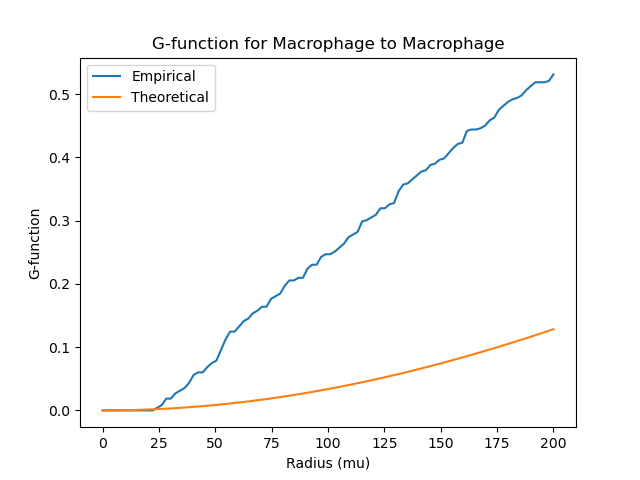 G-function for Macrophage to Macrophage
Empirical
Theoretical
G-function
0.5
0.4
0.3
0.2
0.1
0.0
0 25 50 75 100 125 150 175 200
Radius (mu)